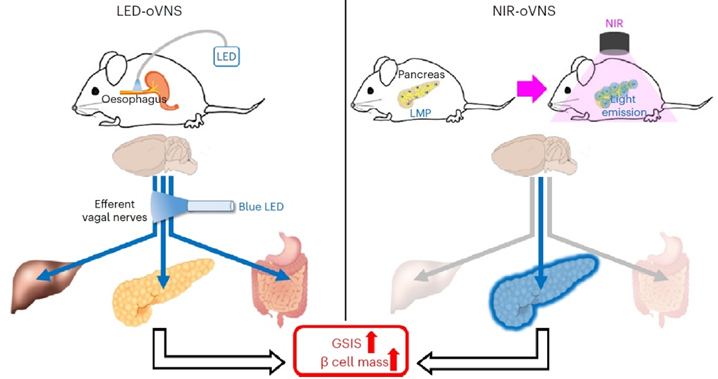 LED-oVNS
LED
Oesophagus
Efferent
vagal nerves
Blue LED
NIR-oVNS
NIR
Pancreas
LMP
Light
emission
GSIS
β cell mass